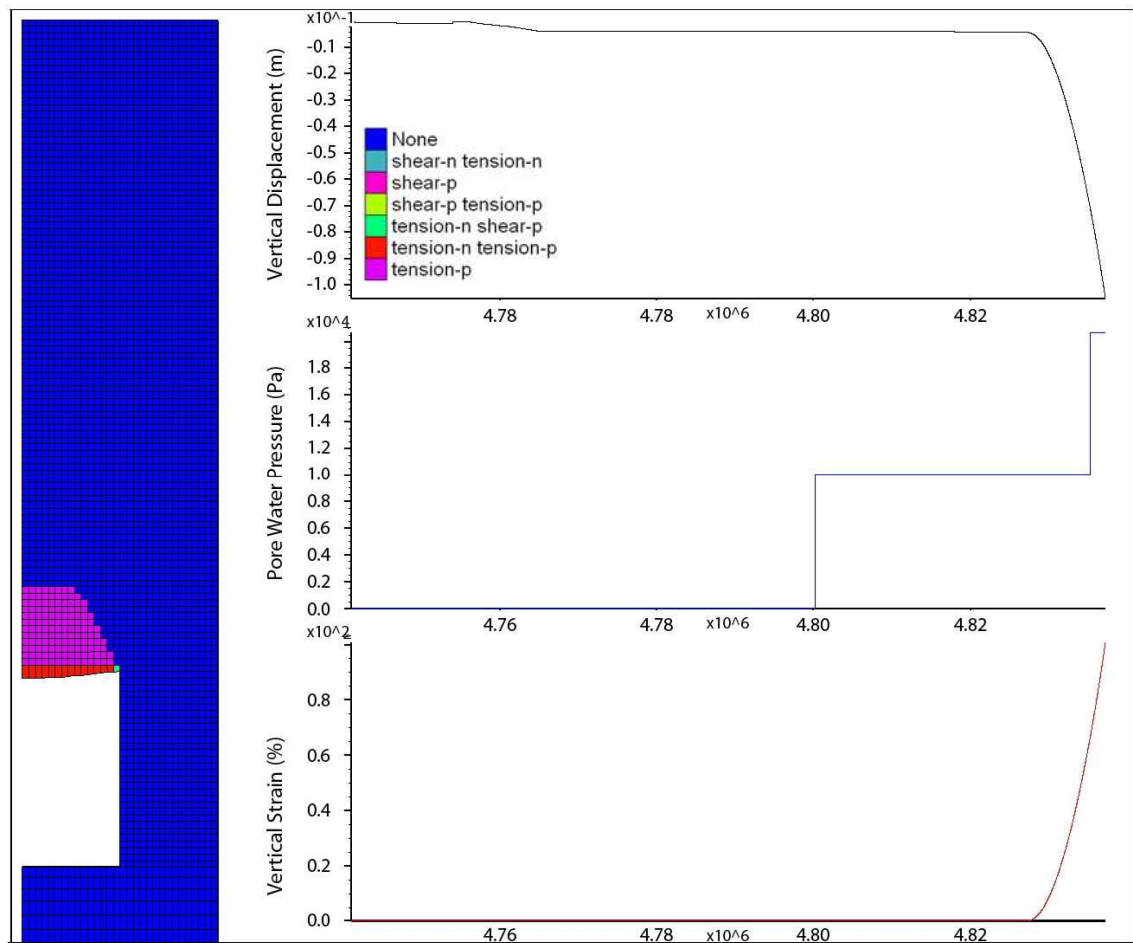 x10^-1
-0.1
-0.2
-0.3
-0.4
-0.5
-0.6
-0.7
-0.8
-0.9
-1.0
Vertical Displacement (m)
None
shear-n tension-n
shear-p
shear-p tension-p
tension-n shear-p
tension-n tension-p
tension-p
4.78 4.78 x10^6 4.80 4.82
x10^4
1.8
1.6
1.4
1.2
1.0
0.8
0.6
0.4
0.2
0.0
Pore Water Pressure (Pa)
4.76 4.78 x10^6 4.80 4.82
x10^2
0.8
0.6
0.4
0.2
0.0
Vertical Strain (%)
4.76 4.78 x10^6 4.80 4.82